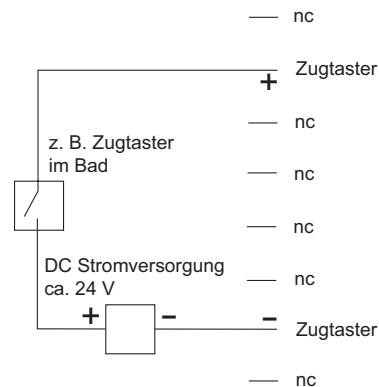 nc
Zugtaster
+
nc
z. B. Zugtaster
im Bad
nc
nc
DC Stromversorgung
ca. 24 V
nc
+
–
–
Zugtaster
nc